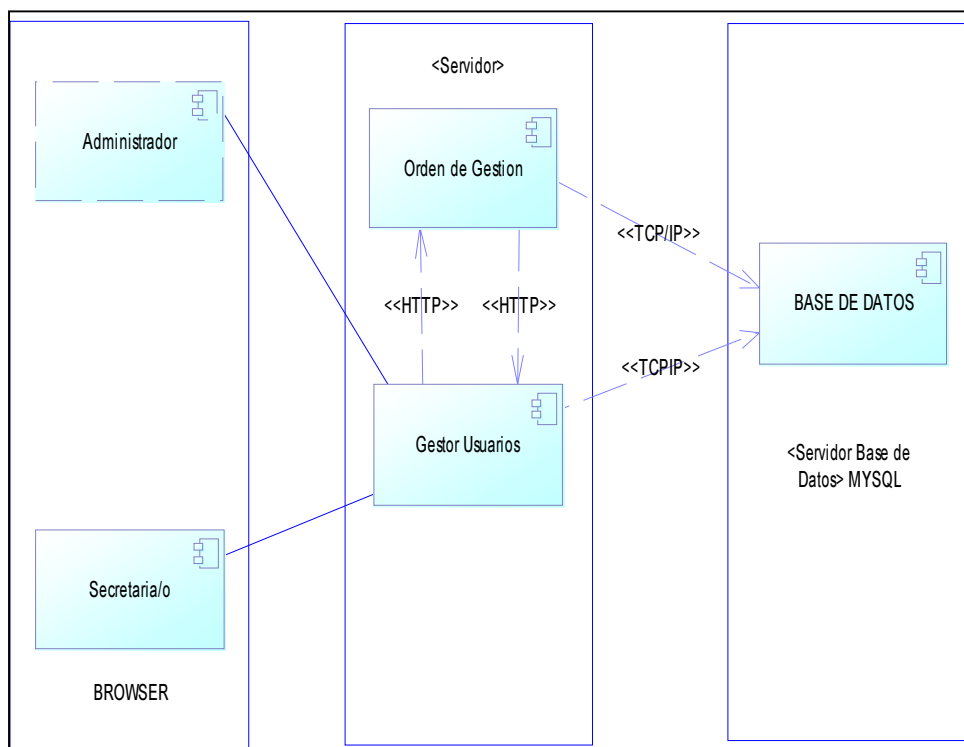 <Servidor>
Administrador
Orden de Gestion
<<TCP/IP>>
<<HTTP>>
<<HTTP>>
BASE DE DATOS
<<TCPIP>>
Gestor Usuarios
<Servidor Base de
Datos> MYSQL
Secretaria/o
BROWSER